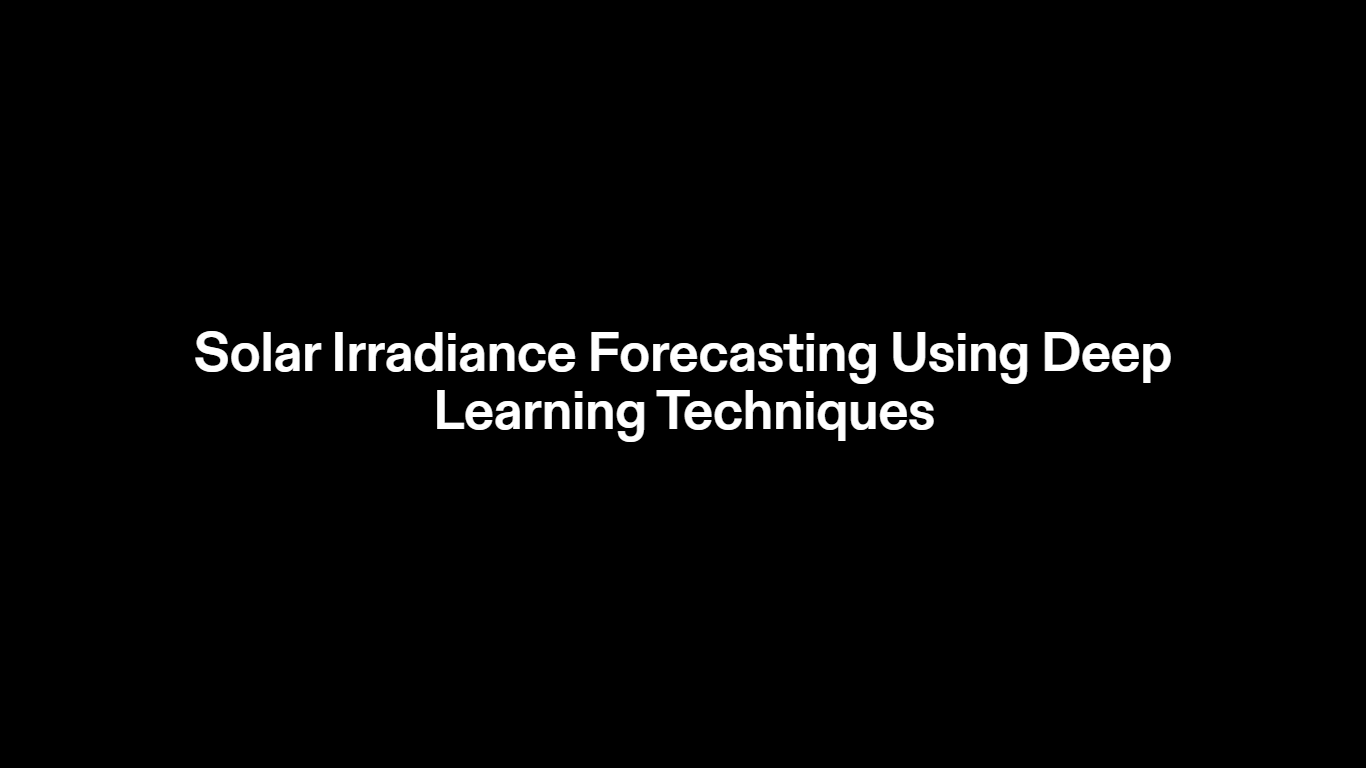 Solar Irradiance Forecasting Using Deep
Learning Techniques